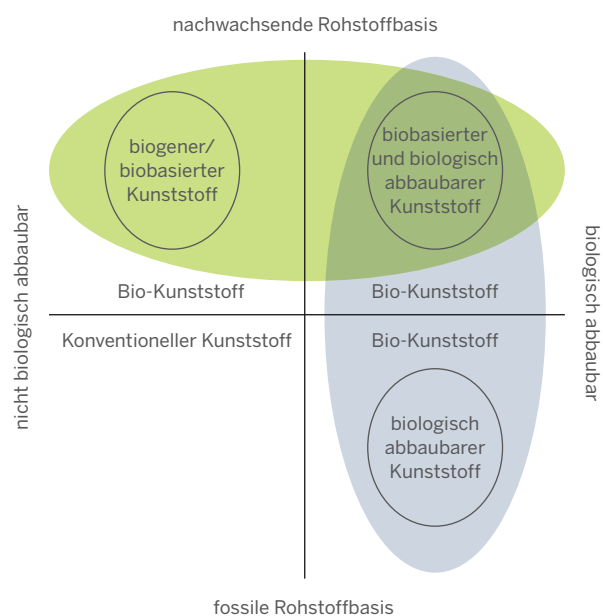 nachwachsende Rohstoffbasis
biogener/
biobasierter
Kunststoff
biobasierter
und biologisch
abbaubarer
Kunststoff
nicht biologisch abbaubar
biologisch abbaubar
Bio-Kunststoff
Bio-Kunststoff
Konventioneller Kunststoff
Bio-Kunststoff
biologisch
abbaubarer
Kunststoff
fossile Rohstoffbasis